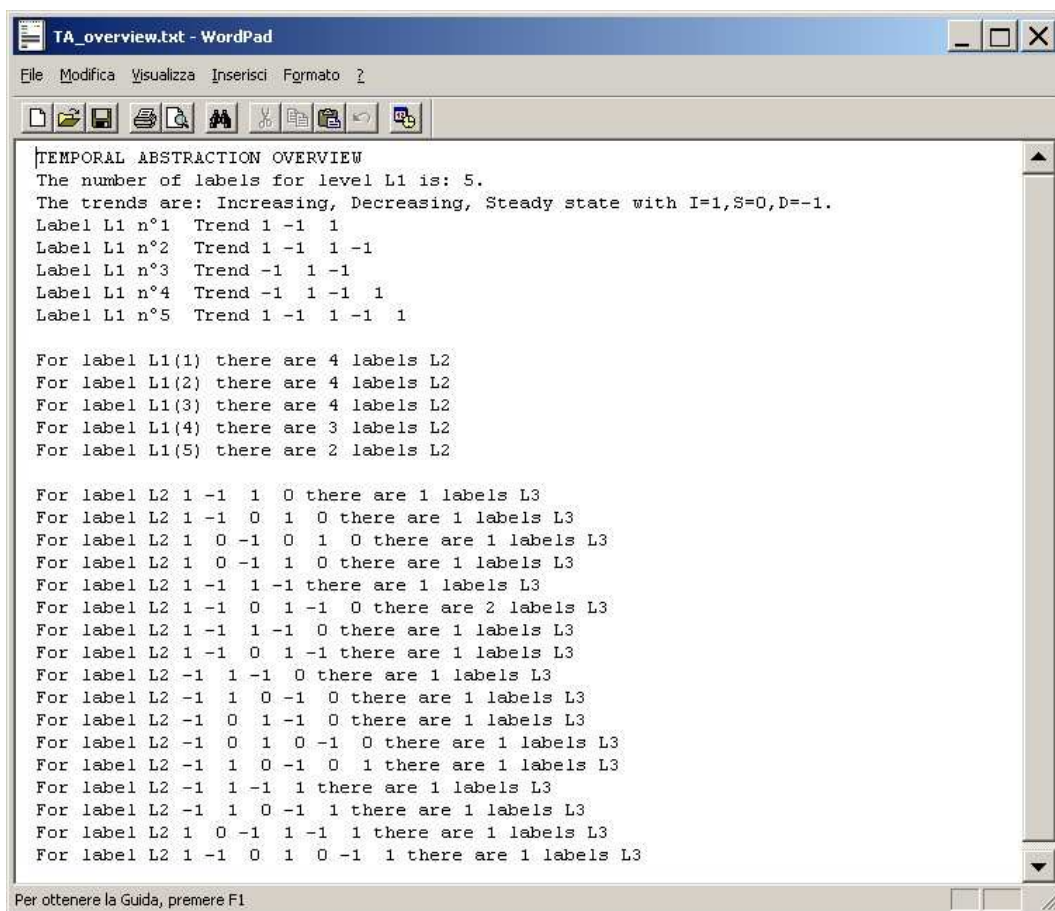 TA_overview.txt - WordPad
File Modifica Visualizza Inserisci Formato ?
TEMPORAL ABSTRACTION OVERVIEW
The number of labels for level L1 is: 5.
The trends are: Increasing, Decreasing, Steady state with I=1,S=0,D=-1.
Label L1 n°1  Trend 1 -1  1
Label L1 n°2  Trend 1 -1  1 -1
Label L1 n°3  Trend -1  1 -1
Label L1 n°4  Trend -1  1 -1  1
Label L1 n°5  Trend 1 -1  1 -1  1
For label L1(1) there are 4 labels L2
For label L1(2) there are 4 labels L2
For label L1(3) there are 4 labels L2
For label L1(4) there are 3 labels L2
For label L1(5) there are 2 labels L2
For label L2 1 -1  1  0 there are 1 labels L3
For label L2 1 -1  0  1  0 there are 1 labels L3
For label L2 1  0 -1  0  1  0 there are 1 labels L3
For label L2 1  0 -1  1  0 there are 1 labels L3
For label L2 1 -1  1 -1 there are 1 labels L3
For label L2 1 -1  0  1 -1  0 there are 2 labels L3
For label L2 1 -1  1 -1  0 there are 1 labels L3
For label L2 1 -1  0  1 -1 there are 1 labels L3
For label L2 -1  1 -1  0 there are 1 labels L3
For label L2 -1  1  0 -1  0 there are 1 labels L3
For label L2 -1  0  1 -1  0 there are 1 labels L3
For label L2 -1  0  1  0 -1  0 there are 1 labels L3
For label L2 -1  1  0 -1  0  1 there are 1 labels L3
For label L2 -1  1 -1  1 there are 1 labels L3
For label L2 -1  1  0 -1  1 there are 1 labels L3
For label L2 1  0 -1  1 -1  1 there are 1 labels L3
For label L2 1 -1  0  1  0 -1  1 there are 1 labels L3
Per ottenere la Guida, premere F1